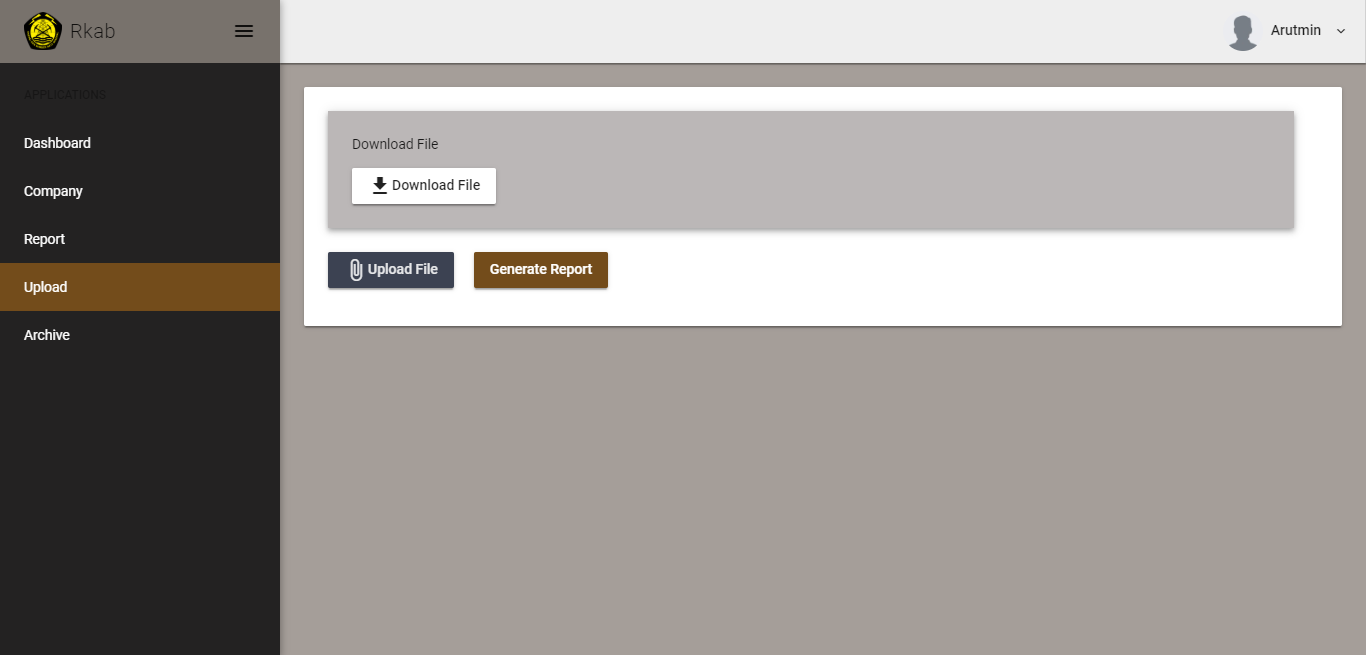 Rkab
Arutmin
APPLICATIONS
Dashboard
Company
Report
Upload
Archive
Download File
Download File
Upload File
Generate Report